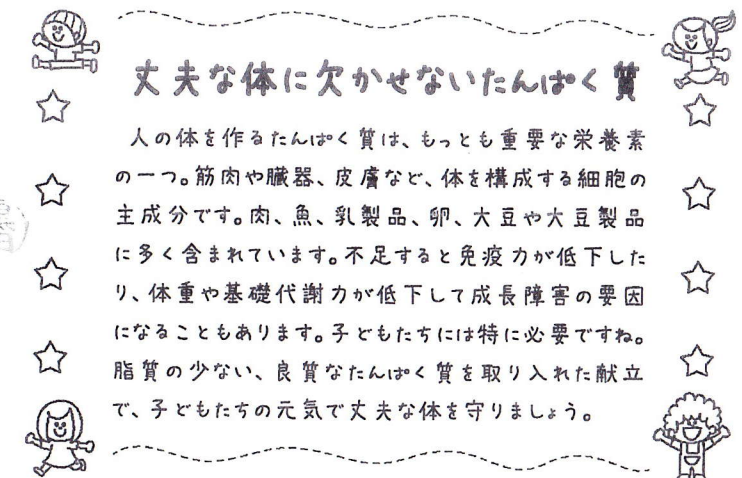 丈夫な体に欠かせないたんぱく質
人の体を作るたんぱく質は、もっとも重要な栄養素
の一つ。筋肉や臓器、皮膚など、体を構成する細胞の
主成分です。肉、魚、乳製品、卵、大豆や大豆製品
に多く含まれています。不足すると免疫力が低下した
り、体重や基礎代謝力が低下して成長障害の要因
になることもあります。子どもたちには特に必要ですね。
脂質の少ない、良質なたんぱく質を取り入れた献立
で、子どもたちの元気で丈夫な体を守りましょう。